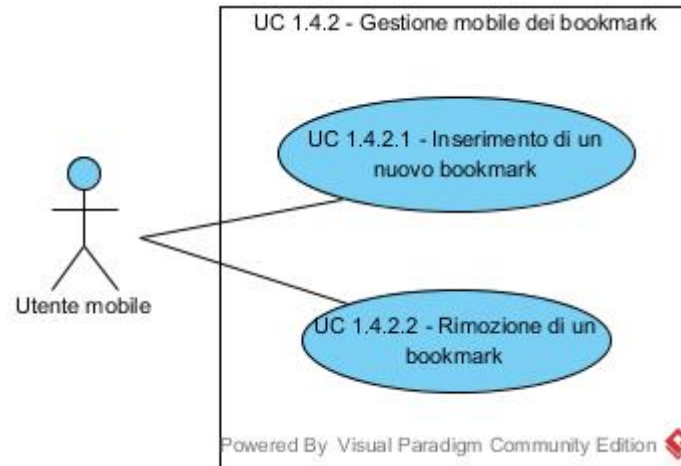 UC 1.4.2 - Gestione mobile dei bookmark
UC 1.4.2.1 - Inserimento di un
nuovo bookmark
Utente mobile
UC 1.4.2.2 - Rimozione di un
bookmark
Powered By Visual Paradigm Community Edition